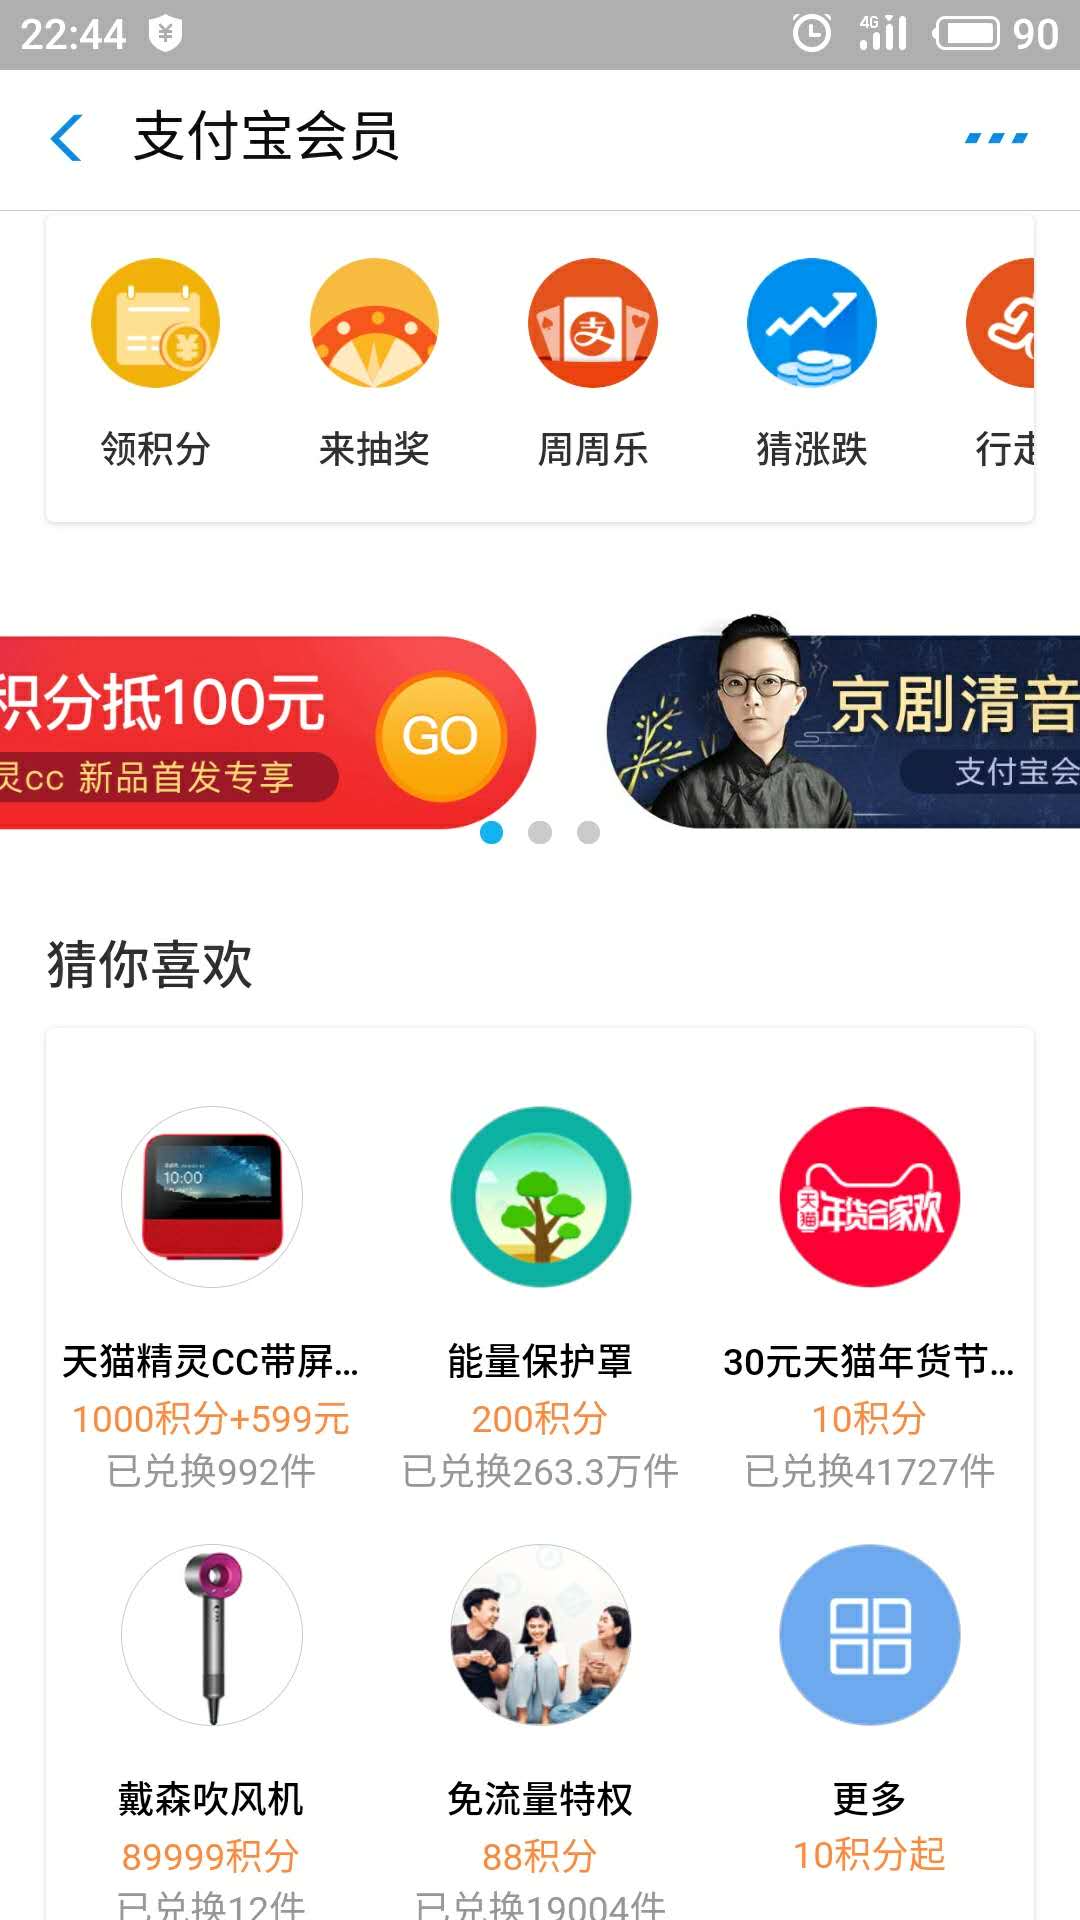 22:44
4G
90
支付宝会员
领积分
来抽奖
周周乐
猜涨跌
行走
积分抵100元
灵cc 新品首发专享
GO
京剧清音
支付宝会
猜你喜欢
10:00
天猫年货合家欢
天猫精灵CC带屏...
能量保护罩
30元天猫年货节...
1000积分+599元
200积分
10积分
已兑换992件
已兑换263.3万件
已兑换41727件
戴森吹风机
免流量特权
更多
89999积分
88积分
10积分起
已兑换12件
已兑换19004件